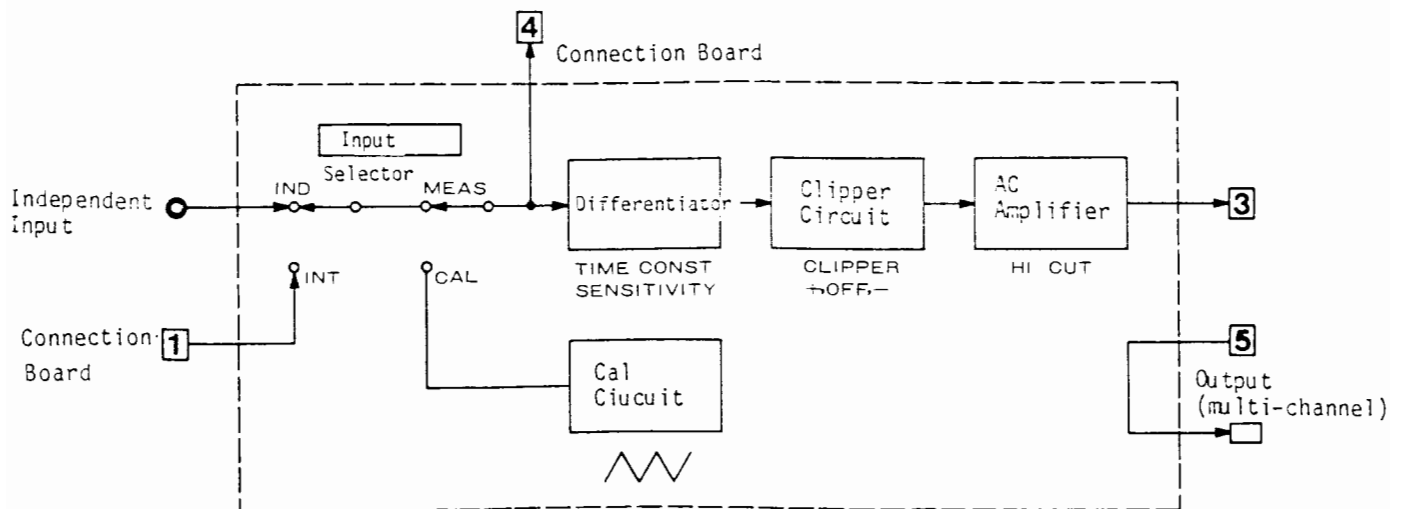 4
Connection Board
Input
Selector
IND
MEAS
Independent
Input
Differentiator
Clipper
Circuit
AC
Amplifier
3
TIME CONST
SENSITIVITY
CLIPPER
+,OFF,−
HI CUT
INT
CAL
Connection
Board
1
Cal
Ciucuit
5
Output
(multi-channel)